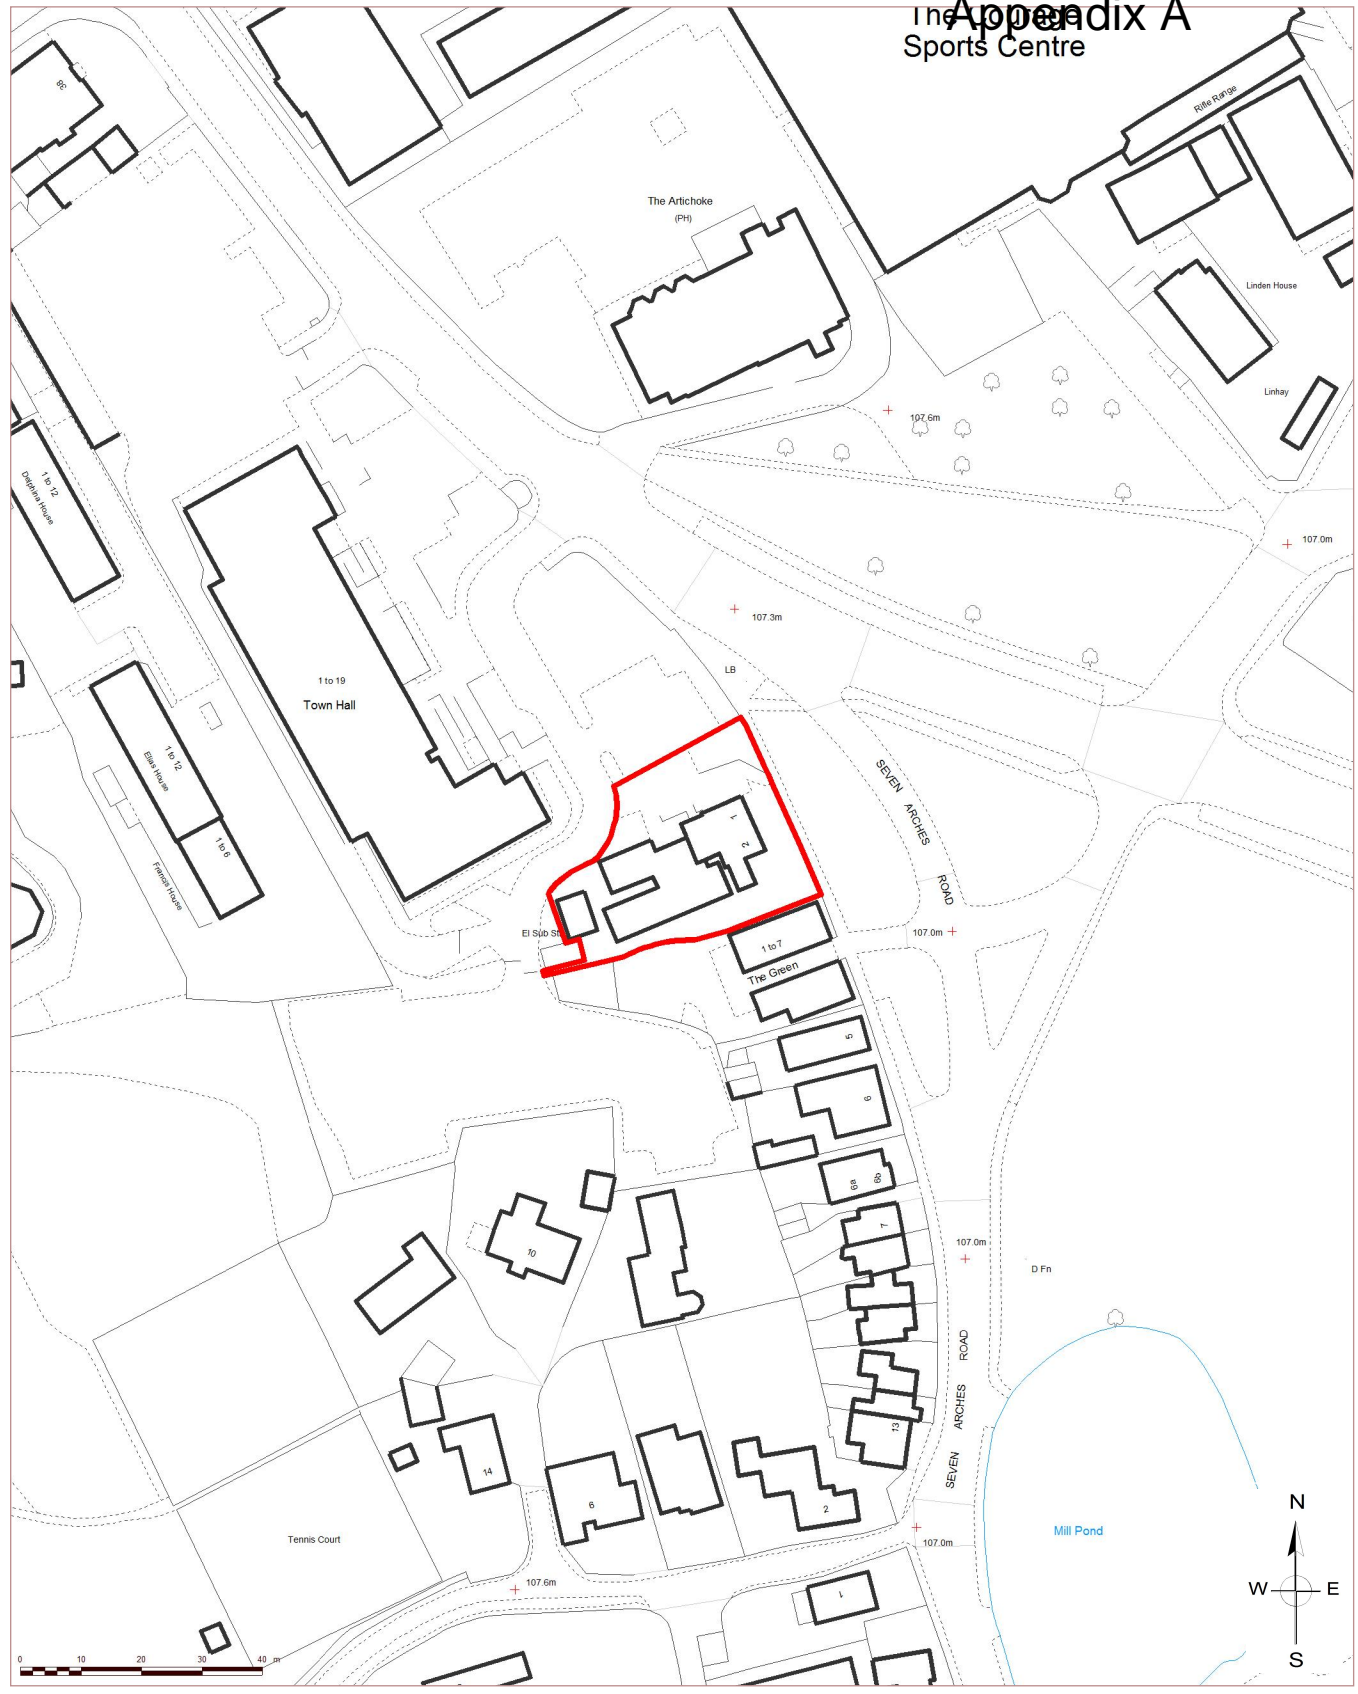 Appendix A
The Courage
Sports Centre
38
Rifle Range
The Artichoke
(PH)
Linden House
Linhay
107.6m
107.0m
1 to 12
Delphina House
107.3m
LB
1 to 19
Town Hall
1 to 12
Elias House
1 to 6
Francis House
SEVEN ARCHES ROAD
1
2
El Sub Sta
107.0m
1 to 7
The Green
5
6
6a
6b
7
107.0m
D Fn
10
SEVEN ARCHES ROAD
13
14
6
2
Tennis Court
Mill Pond
107.0m
107.6m
1
N
W
E
S
0 10 20 30 40 m